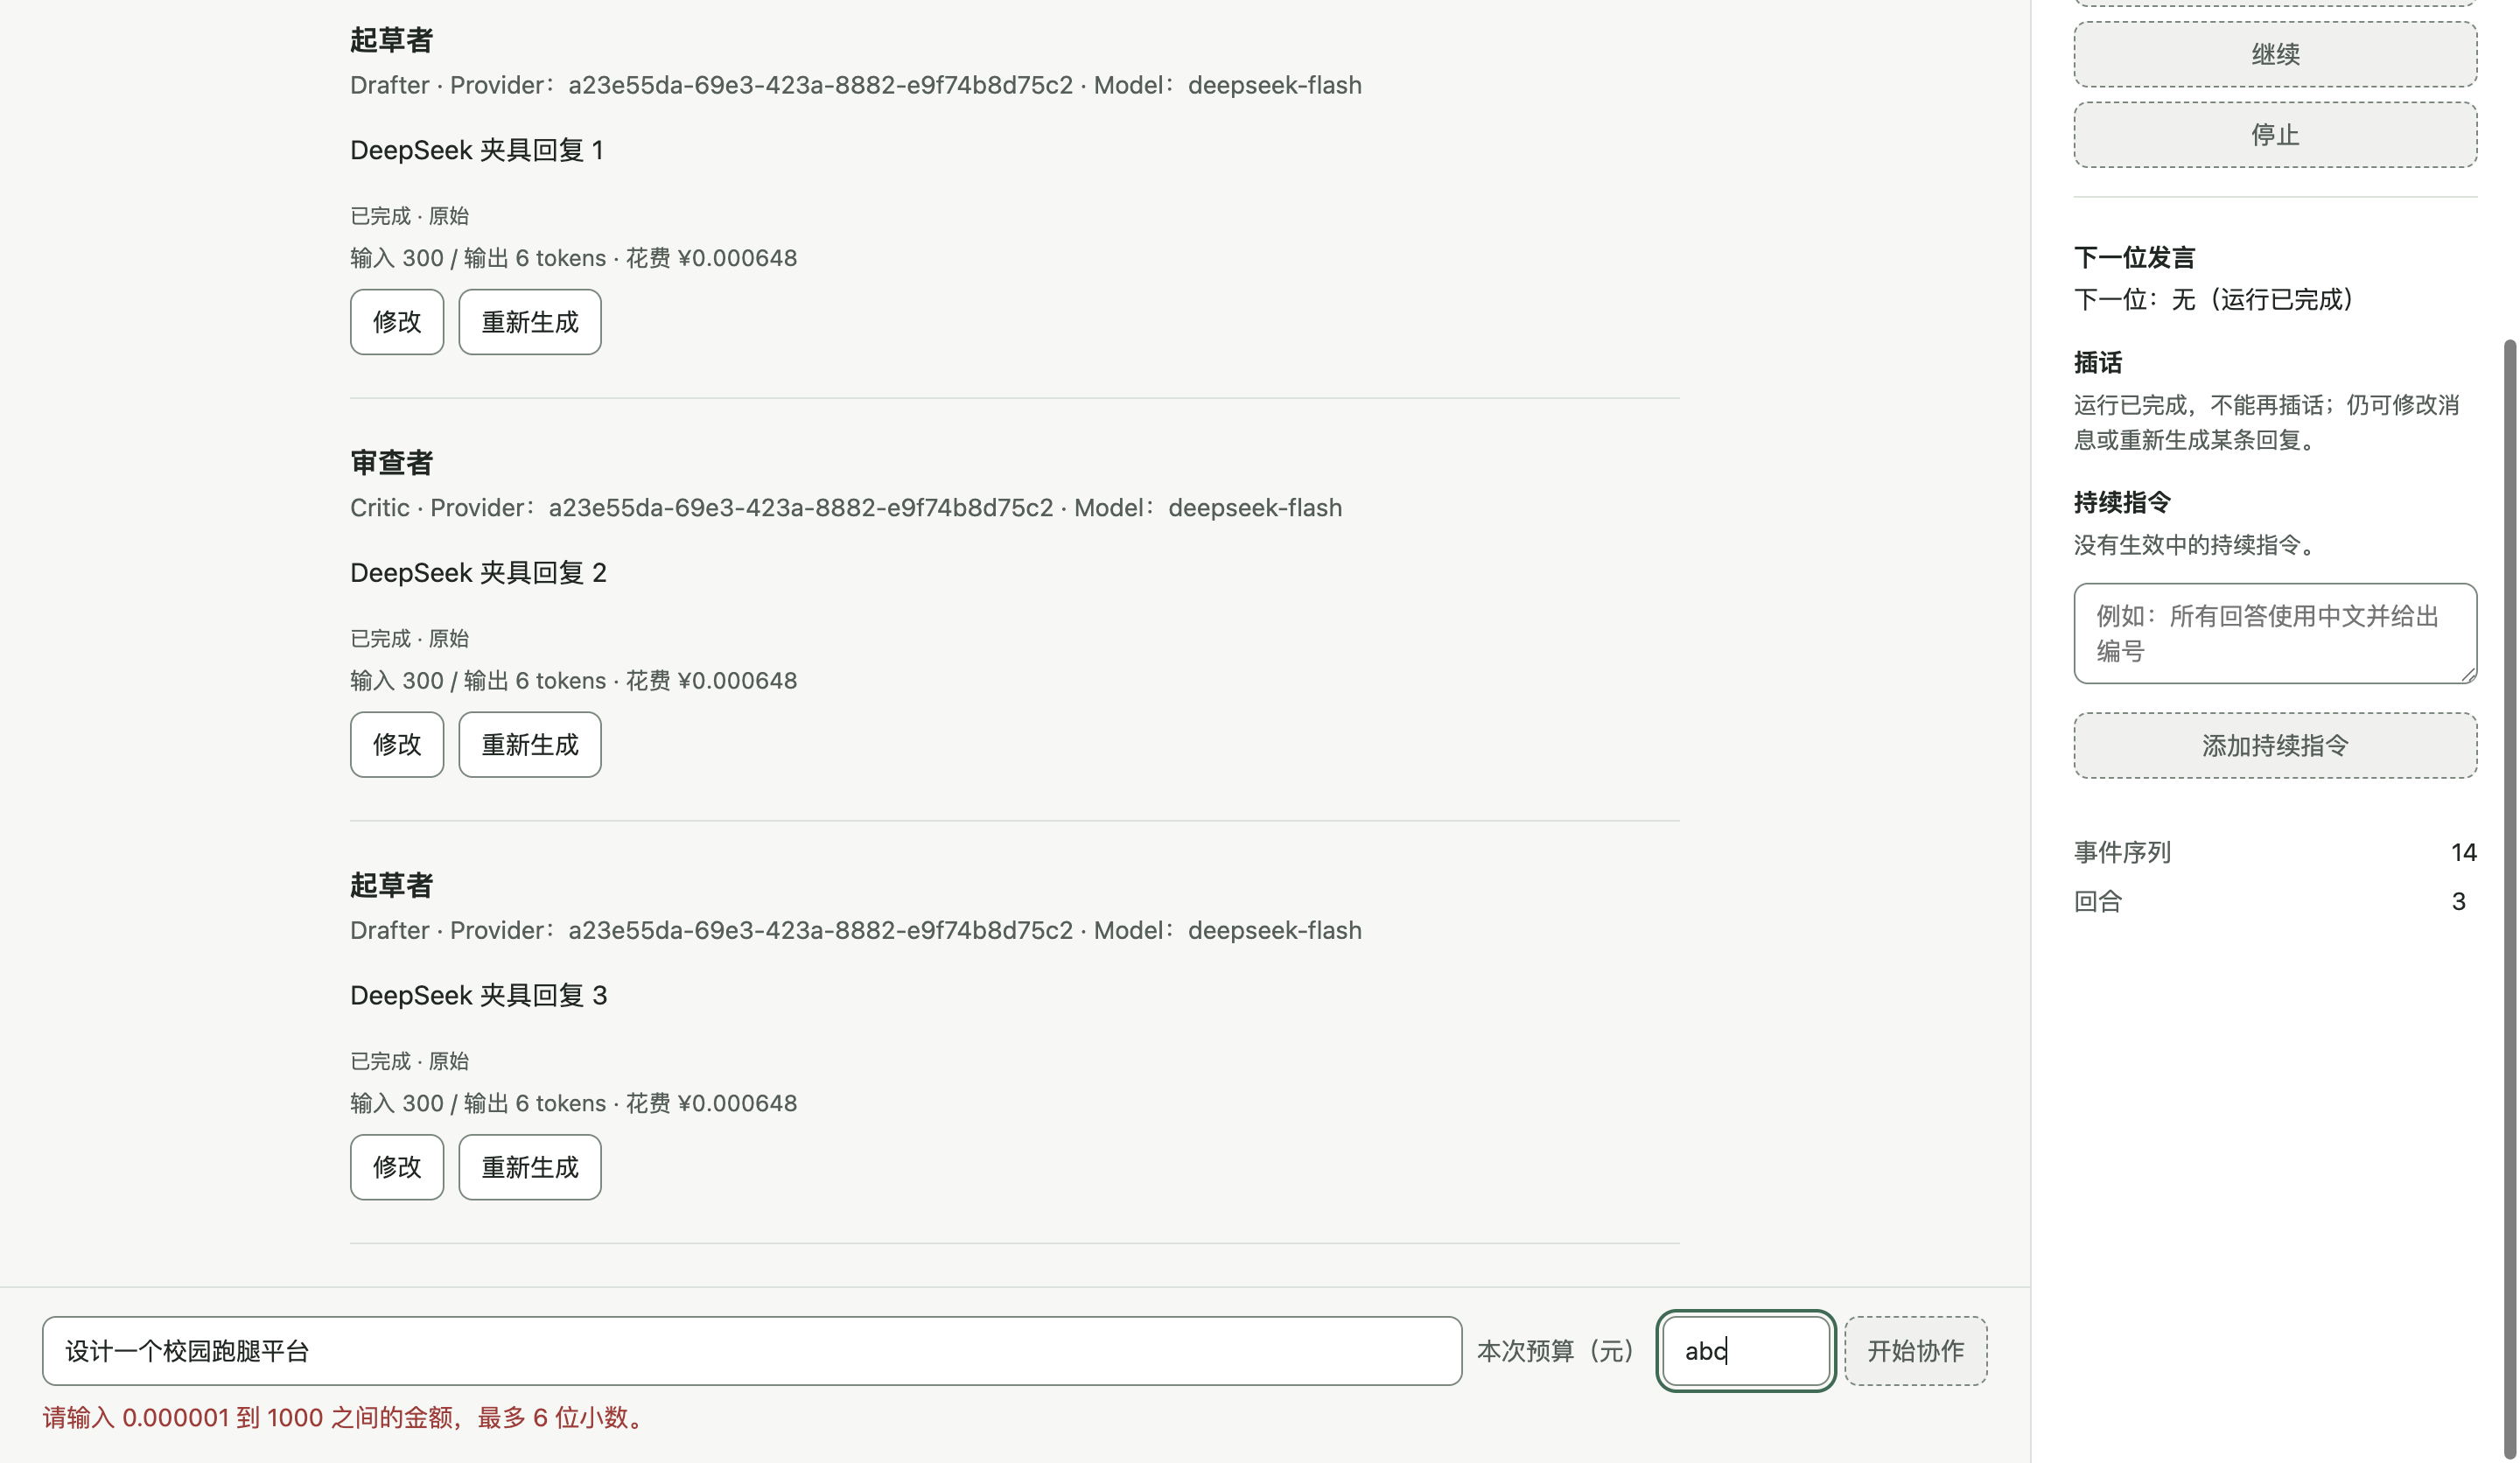 起草者
Drafter · Provider：a23e55da-69e3-423a-8882-e9f74b8d75c2 · Model：deepseek-flash
DeepSeek 夹具回复 1
已完成 · 原始
输入 300 / 输出 6 tokens · 花费 ¥0.000648
修改
重新生成
审查者
Critic · Provider：a23e55da-69e3-423a-8882-e9f74b8d75c2 · Model：deepseek-flash
DeepSeek 夹具回复 2
已完成 · 原始
输入 300 / 输出 6 tokens · 花费 ¥0.000648
修改
重新生成
起草者
Drafter · Provider：a23e55da-69e3-423a-8882-e9f74b8d75c2 · Model：deepseek-flash
DeepSeek 夹具回复 3
已完成 · 原始
输入 300 / 输出 6 tokens · 花费 ¥0.000648
修改
重新生成
设计一个校园跑腿平台
本次预算（元）
abc
开始协作
请输入 0.000001 到 1000 之间的金额，最多 6 位小数。
继续
停止
下一位发言
下一位：无（运行已完成）
插话
运行已完成，不能再插话；仍可修改消
息或重新生成某条回复。
持续指令
没有生效中的持续指令。
例如：所有回答使用中文并给出
编号
添加持续指令
事件序列 14
回合 3